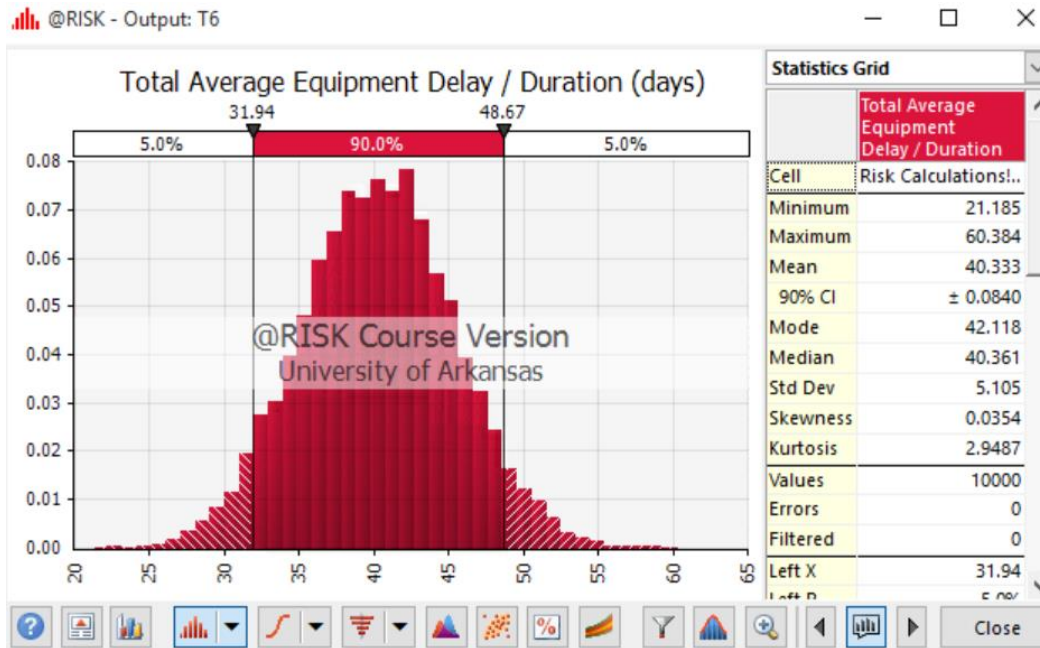 @RISK - Output: T6
Total Average Equipment Delay / Duration (days)
31.94 48.67
5.0% 90.0% 5.0%
0.08
0.07
0.06
0.05
0.04
0.03
0.02
0.01
0.00
20 25 30 35 40 45 50 55 60 65
@RISK Course Version
University of Arkansas
Statistics Grid
Total Average
Equipment
Delay / Duration
Cell Risk Calculations!..
Minimum 21.185
Maximum 60.384
Mean 40.333
90% CI ± 0.0840
Mode 42.118
Median 40.361
Std Dev 5.105
Skewness 0.0354
Kurtosis 2.9487
Values 10000
Errors 0
Filtered 0
Left X 31.94
Left P 5.0%
Close